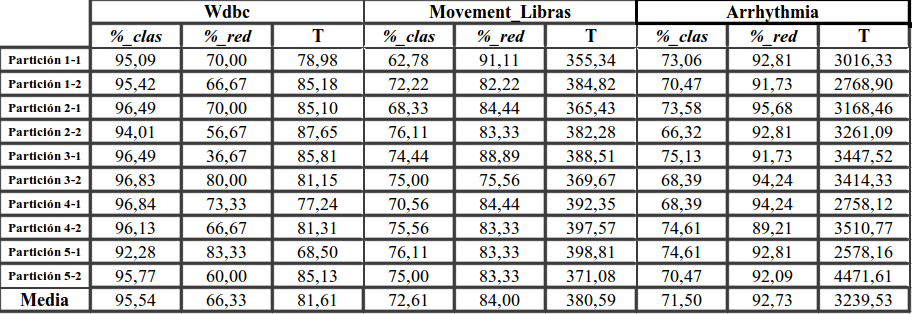 Wdbc Movement_Libras Arrhythmia
%_clas %_red T %_clas %_red T %_clas %_red T
Partición 1-1 95,09 70,00 78,98 62,78 91,11 355,34 73,06 92,81 3016,33
Partición 1-2 95,42 66,67 85,18 72,22 82,22 384,82 70,47 91,73 2768,90
Partición 2-1 96,49 70,00 85,10 68,33 84,44 365,43 73,58 95,68 3168,46
Partición 2-2 94,01 56,67 87,65 76,11 83,33 382,28 66,32 92,81 3261,09
Partición 3-1 96,49 36,67 85,81 74,44 88,89 388,51 75,13 91,73 3447,52
Partición 3-2 96,83 80,00 81,15 75,00 75,56 369,67 68,39 94,24 3414,33
Partición 4-1 96,84 73,33 77,24 70,56 84,44 392,35 68,39 94,24 2758,12
Partición 4-2 96,13 66,67 81,31 75,56 83,33 397,57 74,61 89,21 3510,77
Partición 5-1 92,28 83,33 68,50 76,11 83,33 398,81 74,61 92,81 2578,16
Partición 5-2 95,77 60,00 85,13 75,00 83,33 371,08 70,47 92,09 4471,61
Media 95,54 66,33 81,61 72,61 84,00 380,59 71,50 92,73 3239,53